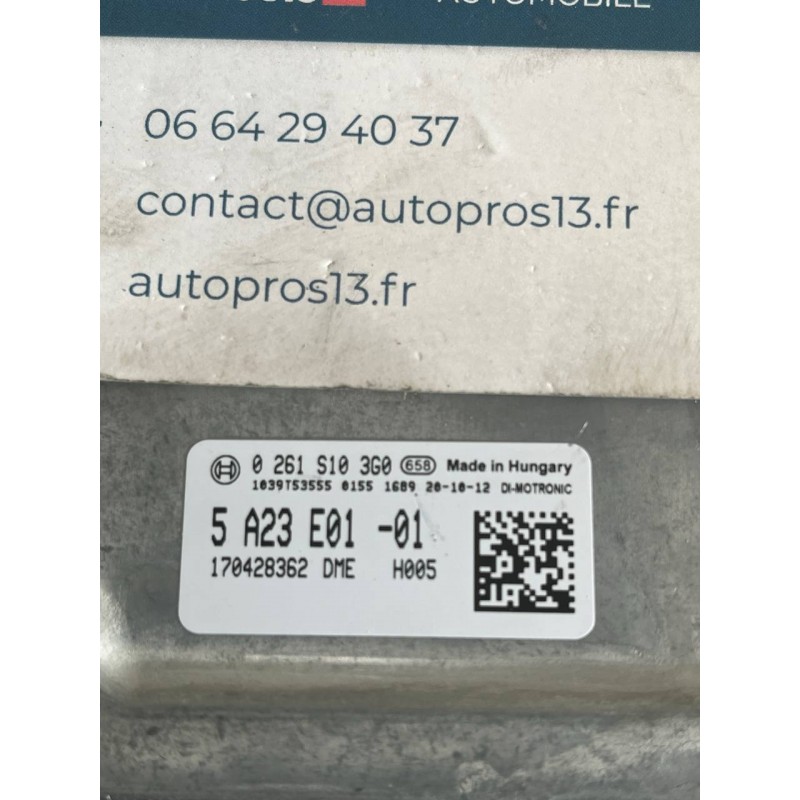 AUTOMOBILE
06 64 29 40 37
contact@autopros13.fr
autopros13.fr
0 261 S10 3G0 658 Made in Hungary
1039T53555 0155 1689 20-10-12 DI-MOTRONIC
5 A23 E01 -01
170428362 DME H005